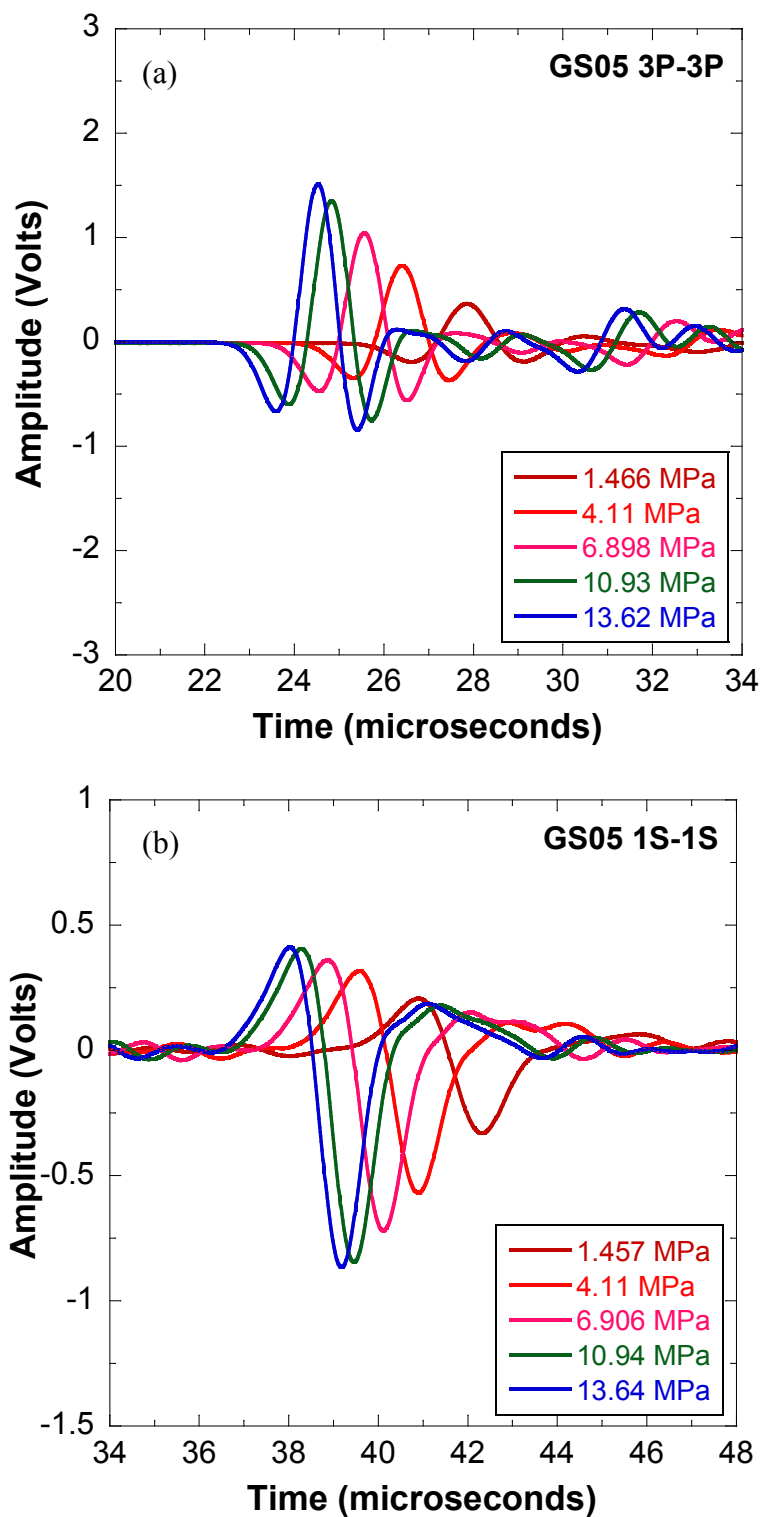 (a)
GS05 3P-3P
3
2
1
0
-1
-2
-3
Amplitude (Volts)
1.466 MPa
4.11 MPa
6.898 MPa
10.93 MPa
13.62 MPa
20 22 24 26 28 30 32 34
Time (microseconds)
(b)
GS05 1S-1S
1
0.5
0
-0.5
-1
-1.5
Amplitude (Volts)
1.457 MPa
4.11 MPa
6.906 MPa
10.94 MPa
13.64 MPa
34 36 38 40 42 44 46 48
Time (microseconds)